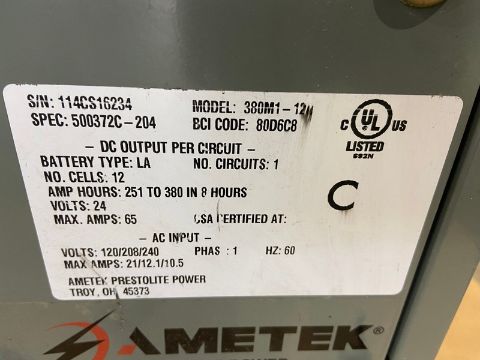 S/N: 114CS16234 MODEL: 380M1-12
SPEC: 500372C-204 BCI CODE: 80D6C8
C UL US
LISTED
692N
- DC OUTPUT PER CIRCUIT -
BATTERY TYPE: LA NO. CIRCUITS: 1
NO. CELLS: 12
AMP HOURS: 251 TO 380 IN 8 HOURS
VOLTS: 24
MAX. AMPS: 65 CSA CERTIFIED AT:
C
- AC INPUT -
VOLTS: 120/208/240 PHAS : 1 HZ: 60
MAX AMPS: 21/12.1/10.5
AMETEK PRESTOLITE POWER
TROY, OH, 45373
AMETEK®